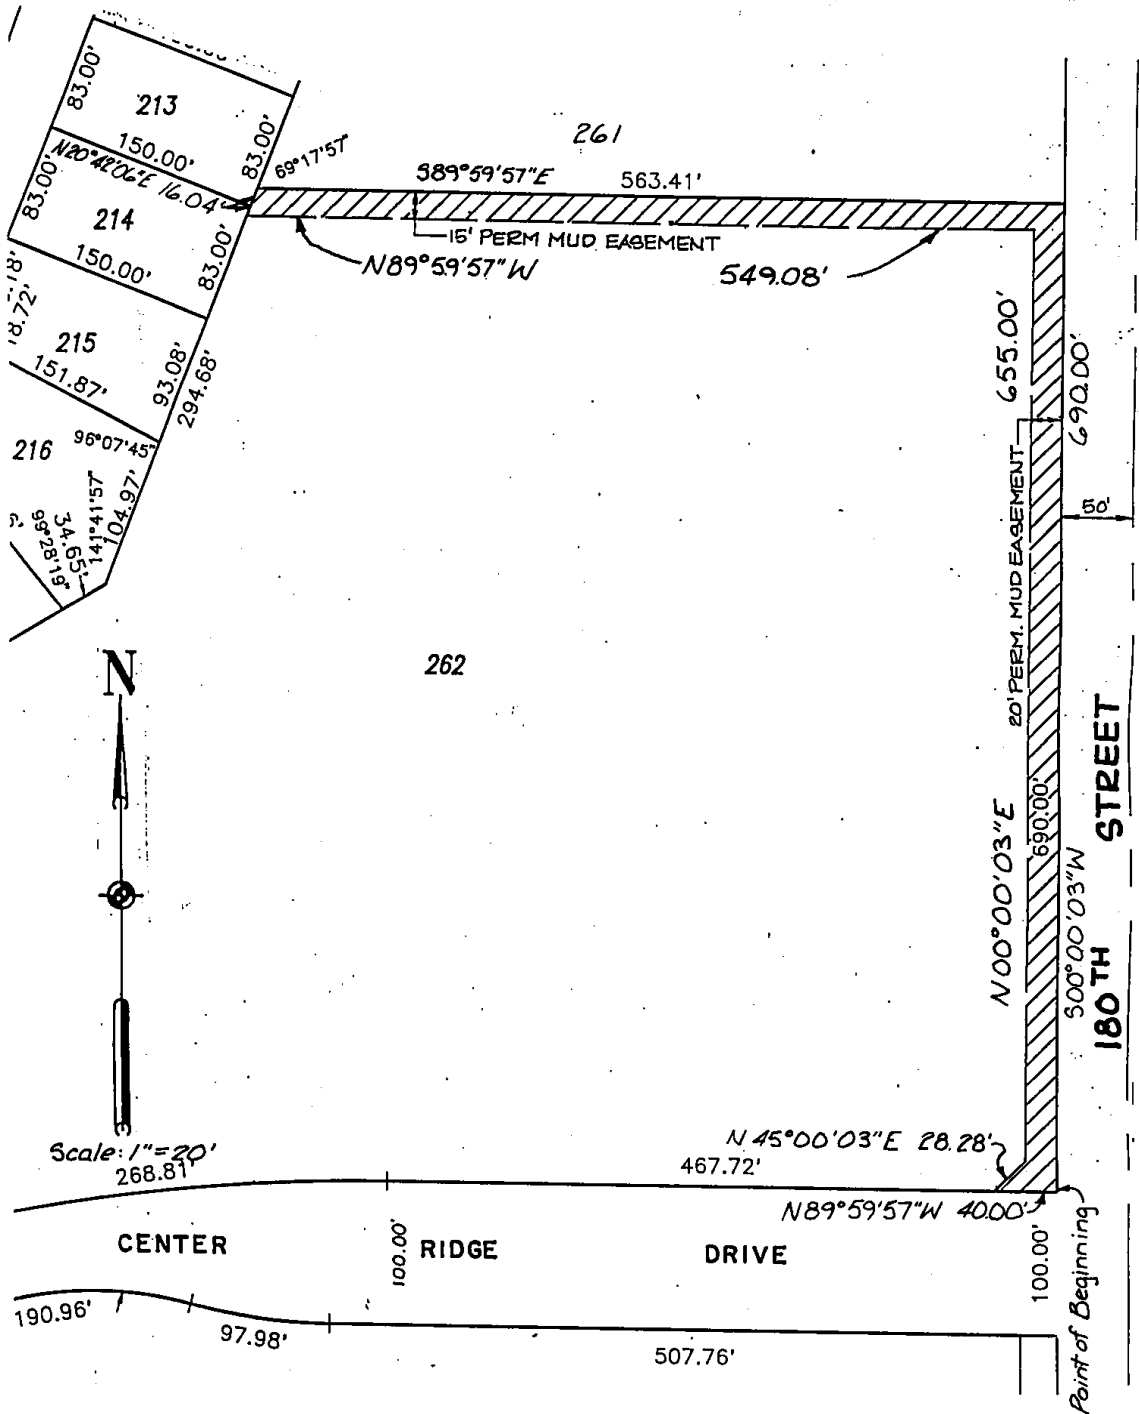 83.00'
213
150.00'
83.00'
N20°42'06"E 16.04'
69°17'57"
261
S89°59'57"E
563.41'
83.00'
214
150.00'
83.00'
15' PERM MUD EASEMENT
N89°59'57"W
549.08'
215
151.87'
93.08'
294.68'
655.00'
690.00'
216
96°07'45"
104.97'
141°41'57"
34.65'
99°28'19"
20' PERM. MUD EASEMENT
50'
N
262
N00°00'03"E
690.00'
S00°00'03"W
180TH STREET
Scale: 1"=20'
268.81'
467.72'
N 45°00'03"E 28.28'
N89°59'57"W 40.00'
CENTER RIDGE DRIVE
100.00'
100.00'
Point of Beginning
190.96'
97.98'
507.76'